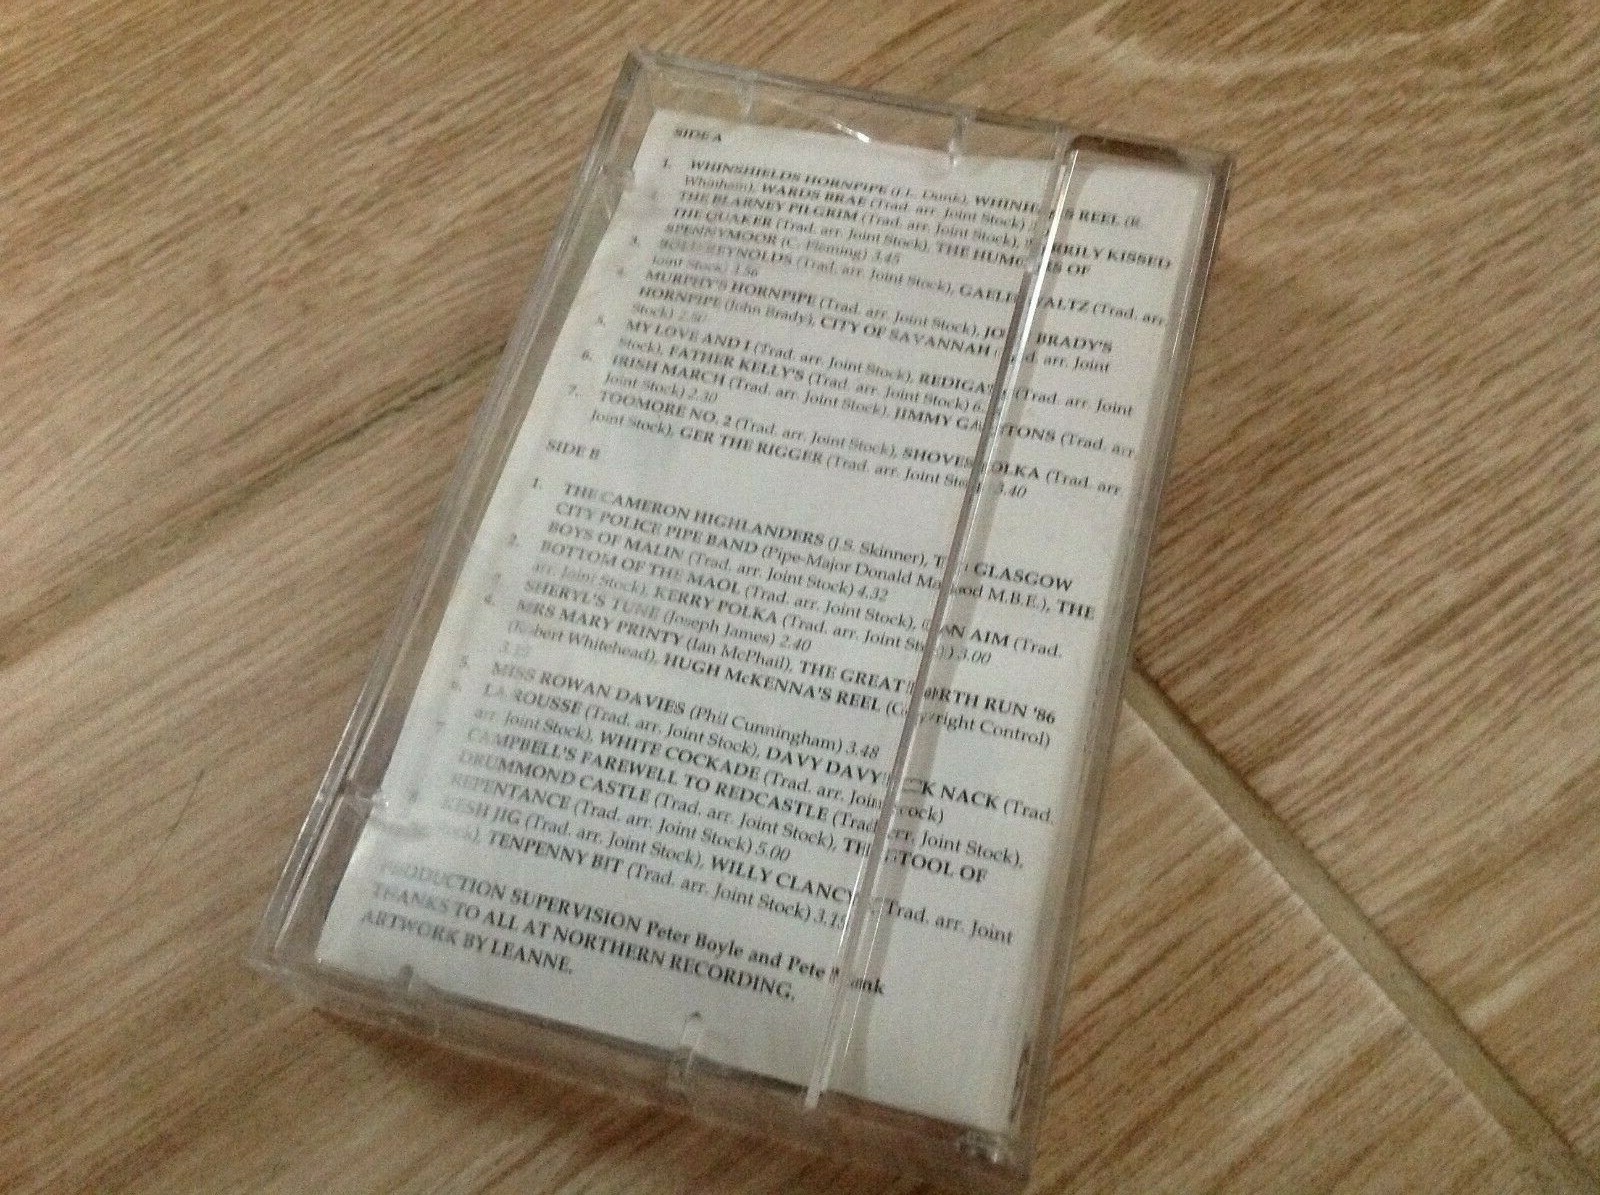 SIDE A
1. WHINSHIELDS HORNPIPE (J.L. Dunk), WHINHAM'S REEL (R.
Whinham), WARDS BRAE (Trad. arr. Joint Stock)
2. THE BLARNEY PILGRIM (Trad. arr. Joint Stock), MERRILY KISSED
THE QUAKER (Trad. arr. Joint Stock), THE HUMOURS OF
SPENNYMOOR (C. Fleming) 3.45
3. BOLD REYNOLDS (Trad. arr. Joint Stock), GAELIC WALTZ (Trad. arr.
Joint Stock) 3.56
4. MURPHY'S HORNPIPE (Trad. arr. Joint Stock), JOHN BRADY'S
HORNPIPE (John Brady), CITY OF SAVANNAH (Trad. arr. Joint
Stock) 2.50
5. MY LOVE AND I (Trad. arr. Joint Stock), (Trad. arr. Joint
Stock), FATHER KELLY'S (Trad. arr. Joint Stock)
6. IRISH MARCH (Trad. arr. Joint Stock), JIMMY (Trad. arr.
Joint Stock) 2.30
7. TOOMORE NO. 2 (Trad. arr. Joint Stock), SHOVES POLKA (Trad. arr.
Joint Stock), GER THE RIGGER (Trad. arr. Joint Stock) 3.40
SIDE B
1. THE CAMERON HIGHLANDERS (J.S. Skinner), THE GLASGOW
CITY POLICE PIPE BAND (Pipe-Major Donald M.B.E.), THE
BOYS OF MALIN (Trad. arr. Joint Stock) 4.32
2. BOTTOM OF THE MAOL (Trad. arr. Joint Stock), AIM (Trad.
arr. Joint Stock), KERRY POLKA (Trad. arr. Joint Stock) 3.00
3. SHERYL'S TUNE (Joseph James) 2.40
4. MRS MARY PRINTY (Ian McPhail), THE GREAT NORTH RUN '86
(Robert Whitehead), HUGH McKENNA'S REEL (Copyright Control)
3.15
5. MISS ROWAN DAVIES (Phil Cunningham) 3.48
6. LA ROUSSE (Trad. arr. Joint Stock), DAVY DAVY NACK (Trad.
arr. Joint Stock), WHITE COCKADE (Trad. arr. Joint Stock)
7. CAMPBELL'S FAREWELL TO REDCASTLE (Trad. arr. Joint Stock),
DRUMMOND CASTLE (Trad. arr. Joint Stock), THE STOOL OF
REPENTANCE (Trad. arr. Joint Stock) 5.00
8. KESH JIG (Trad. arr. Joint Stock), WILLY CLANCY'S (Trad. arr. Joint
Stock), TENPENNY BIT (Trad. arr. Joint Stock) 3.15
PRODUCTION SUPERVISION Peter Boyle and Pete
THANKS TO ALL AT NORTHERN RECORDING.
ARTWORK BY LEANNE.